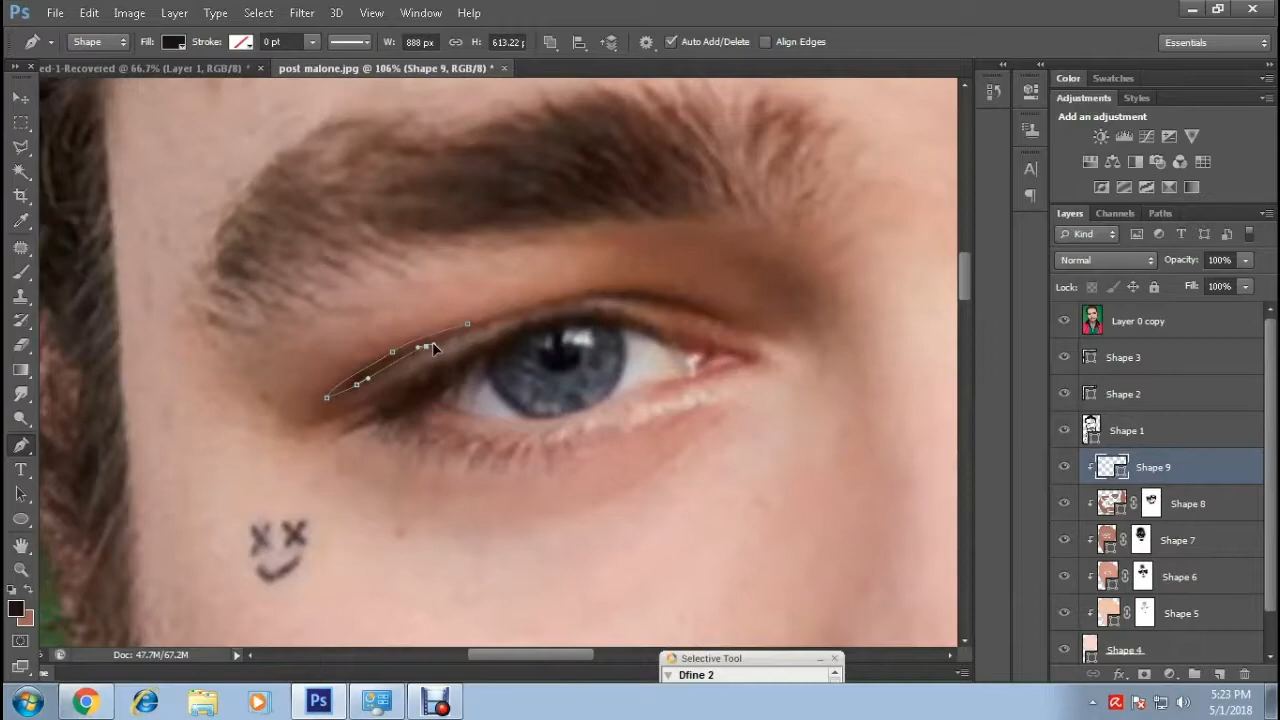 Ps File Edit Image Layer Type Select Filter 3D View Window Help
Shape Fill: Stroke: 0 pt W: 888 px H: 613.22 p Auto Add/Delete Align Edges Essentials
ed-1-Recovered @ 66.7% (Layer 1, RGB/8) * × post malone.jpg @ 106% (Shape 9, RGB/8) * ×
Color Swatches
Adjustments Styles
Add an adjustment
Layers Channels Paths
Kind
Normal Opacity: 100%
Lock: Fill: 100%
Layer 0 copy
Shape 3
Shape 2
Shape 1
Shape 9
Shape 8
Shape 7
Shape 6
Shape 5
Shape 4
Doc: 47.7M/67.2M
Selective Tool
Dfine 2
Ps
5:23 PM
5/1/2018